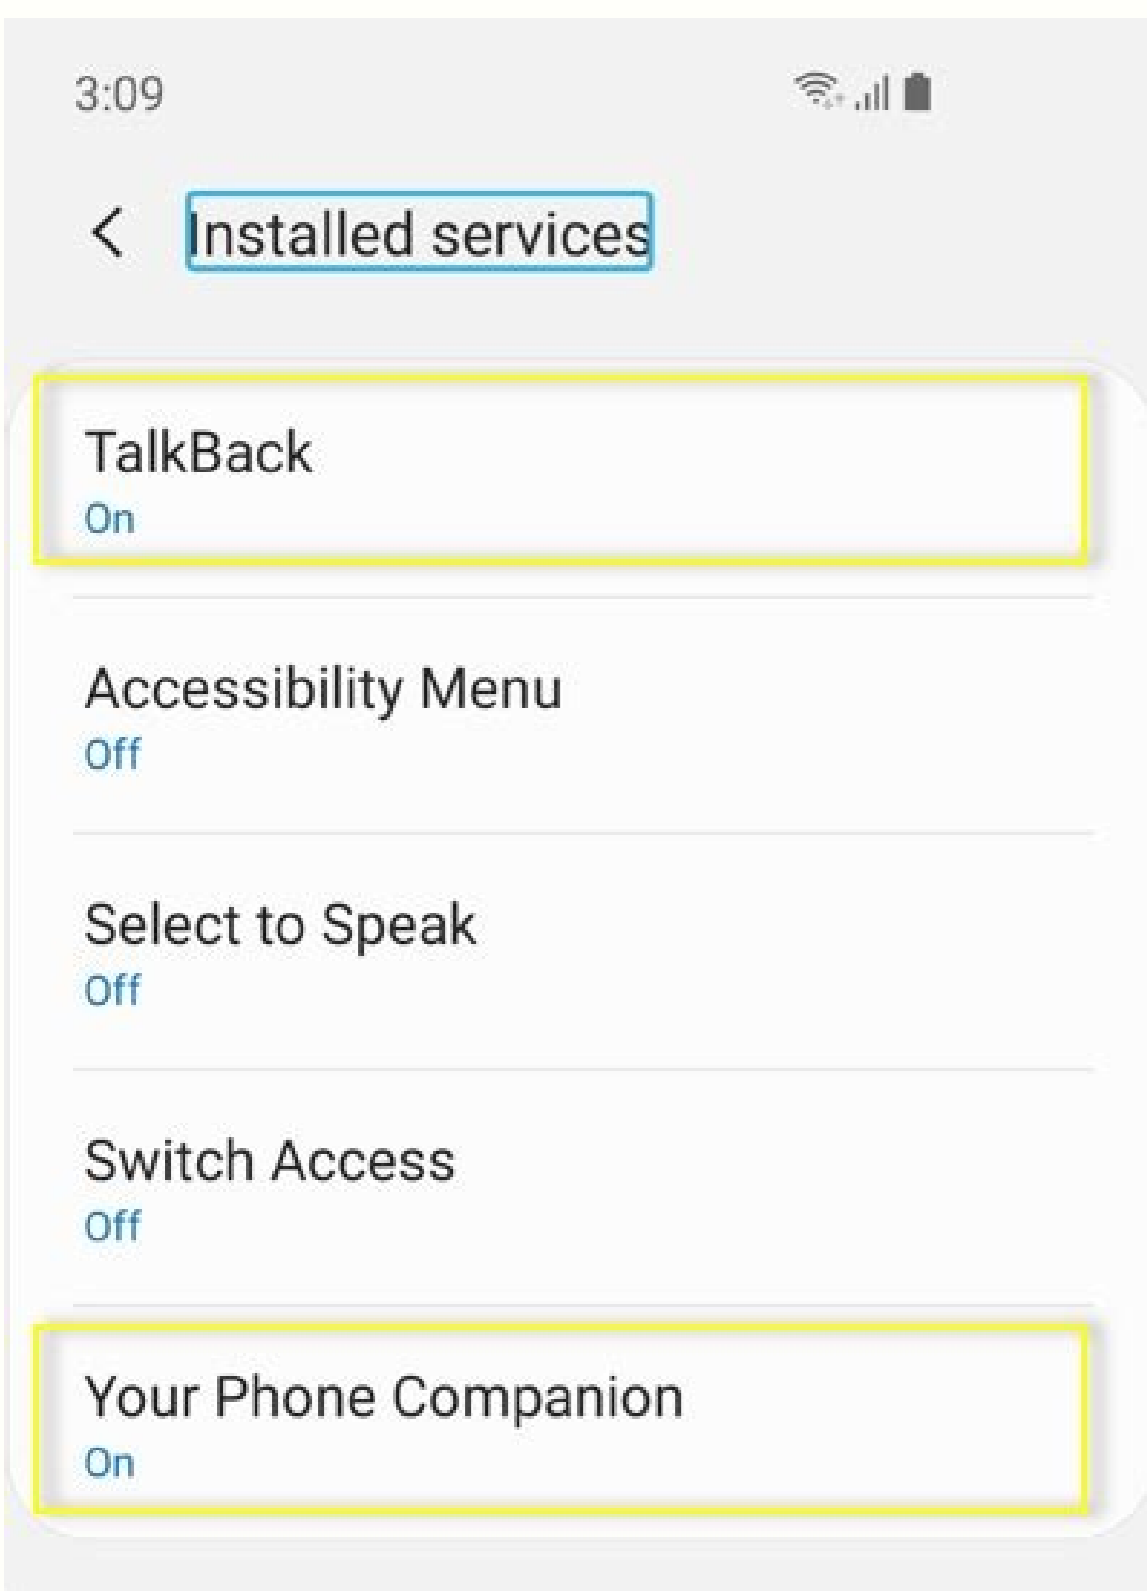 3:09
Installed services
TalkBack
On
Accessibility Menu
Off
Select to Speak
Off
Switch Access
Off
Your Phone Companion
On